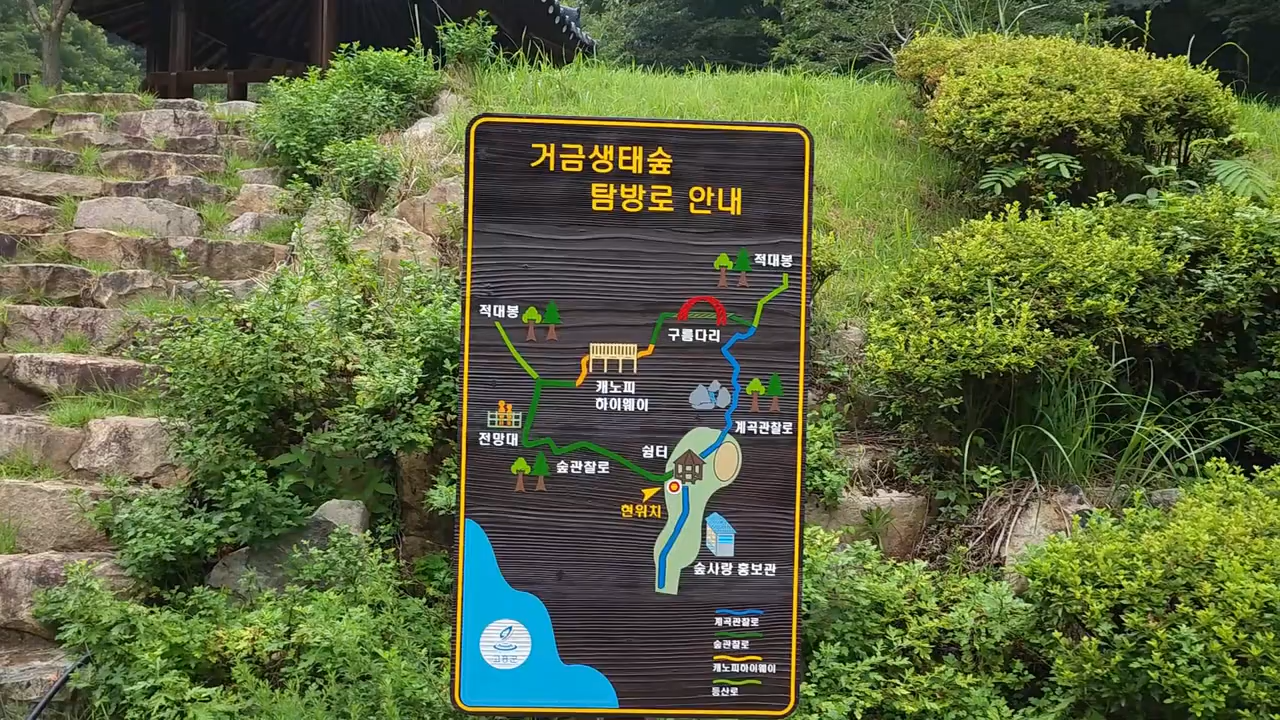 거금생태숲
탐방로 안내
적대봉
적대봉
구름다리
캐노피
하이웨이
계곡관찰로
전망대
쉼터
숲관찰로
현위치
숲사랑 홍보관
계곡관찰로
숲관찰로
캐노피하이웨이
등산로
고흥군